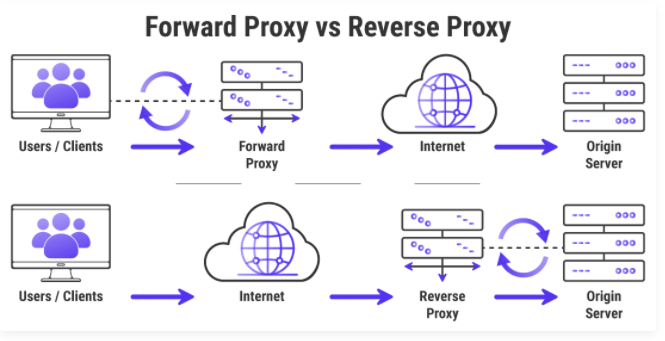 Forward Proxy vs Reverse Proxy
Users / Clients
Forward
Proxy
Internet
Origin
Server
Users / Clients
Internet
Reverse
Proxy
Origin
Server